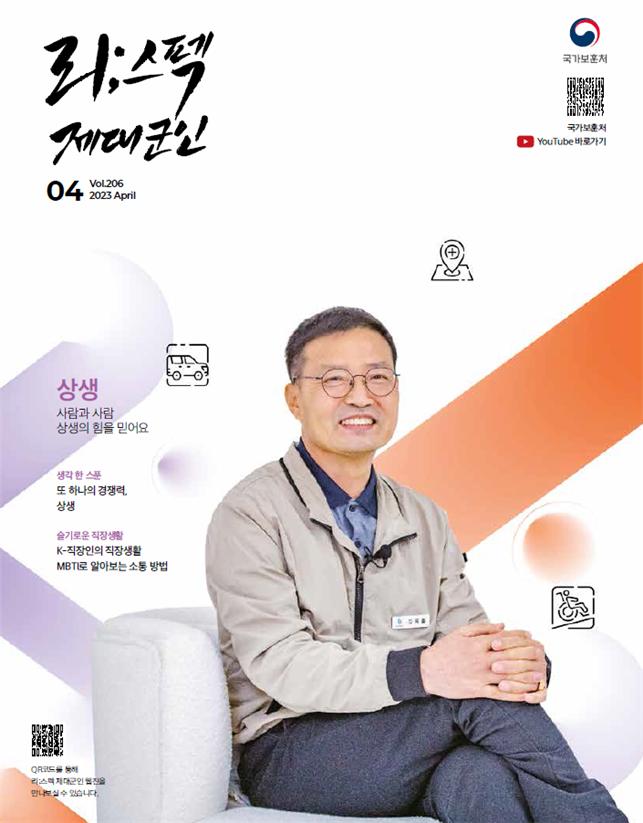 리;스펙
제대군인
04
Vol.206
2023 April
국가보훈처
국가보훈처
YouTube 바로가기
상생
사람과 사람
상생의 힘을 믿어요
생각 한 스푼
또 하나의 경쟁력,
상생
슬기로운 직장생활
K-직장인의 직장생활
MBTI로 알아보는 소통 방법
QR코드를 통해
리;스펙 제대군인 웹진을
만나보실 수 있습니다.